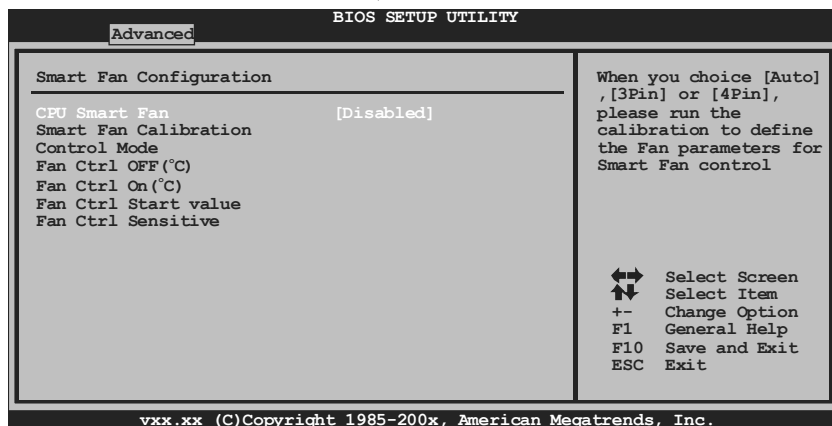 BIOS SETUP UTILITY
Advanced
Smart Fan Configuration
CPU Smart Fan [Disabled]
Smart Fan Calibration
Control Mode
Fan Ctrl OFF(°C)
Fan Ctrl On(°C)
Fan Ctrl Start value
Fan Ctrl Sensitive
When you choice [Auto]
,[3Pin] or [4Pin],
please run the
calibration to define
the Fan parameters for
Smart Fan control
Select Screen
Select Item
+- Change Option
F1 General Help
F10 Save and Exit
ESC Exit
vxx.xx (C)Copyright 1985-200x, American Megatrends, Inc.